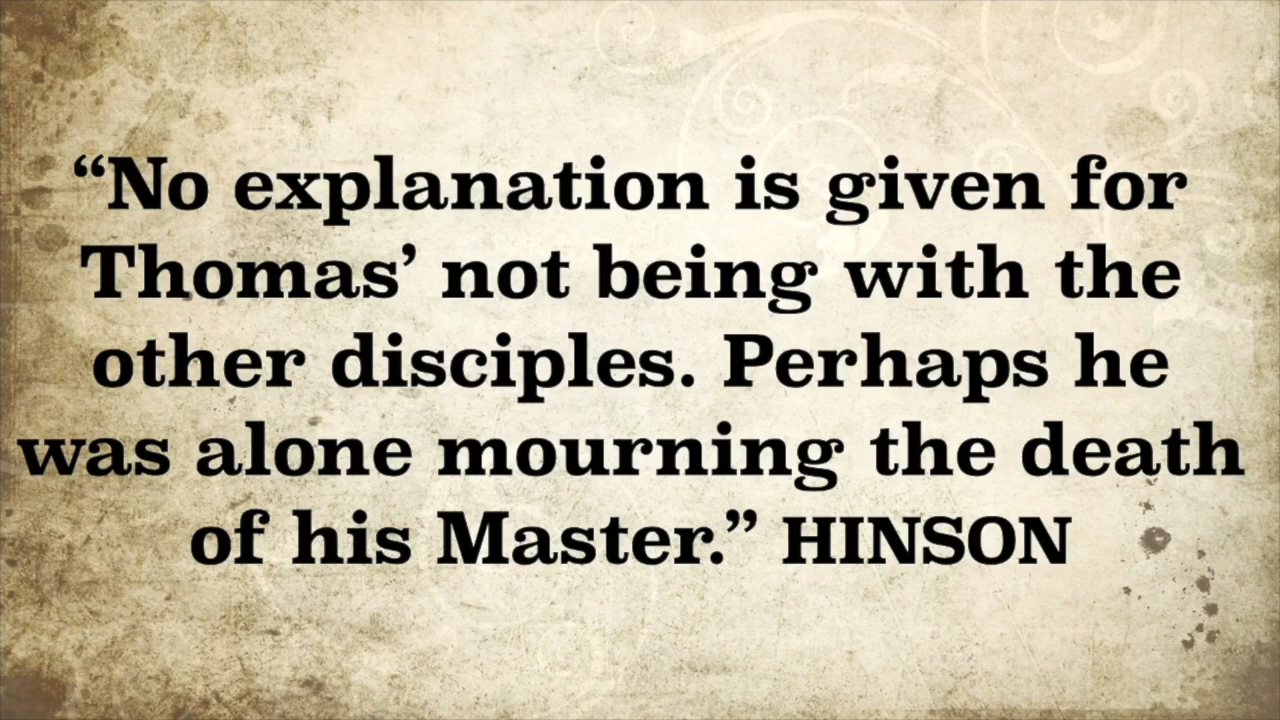 “No explanation is given for
Thomas’ not being with the
other disciples. Perhaps he
was alone mourning the death
of his Master.” HINSON